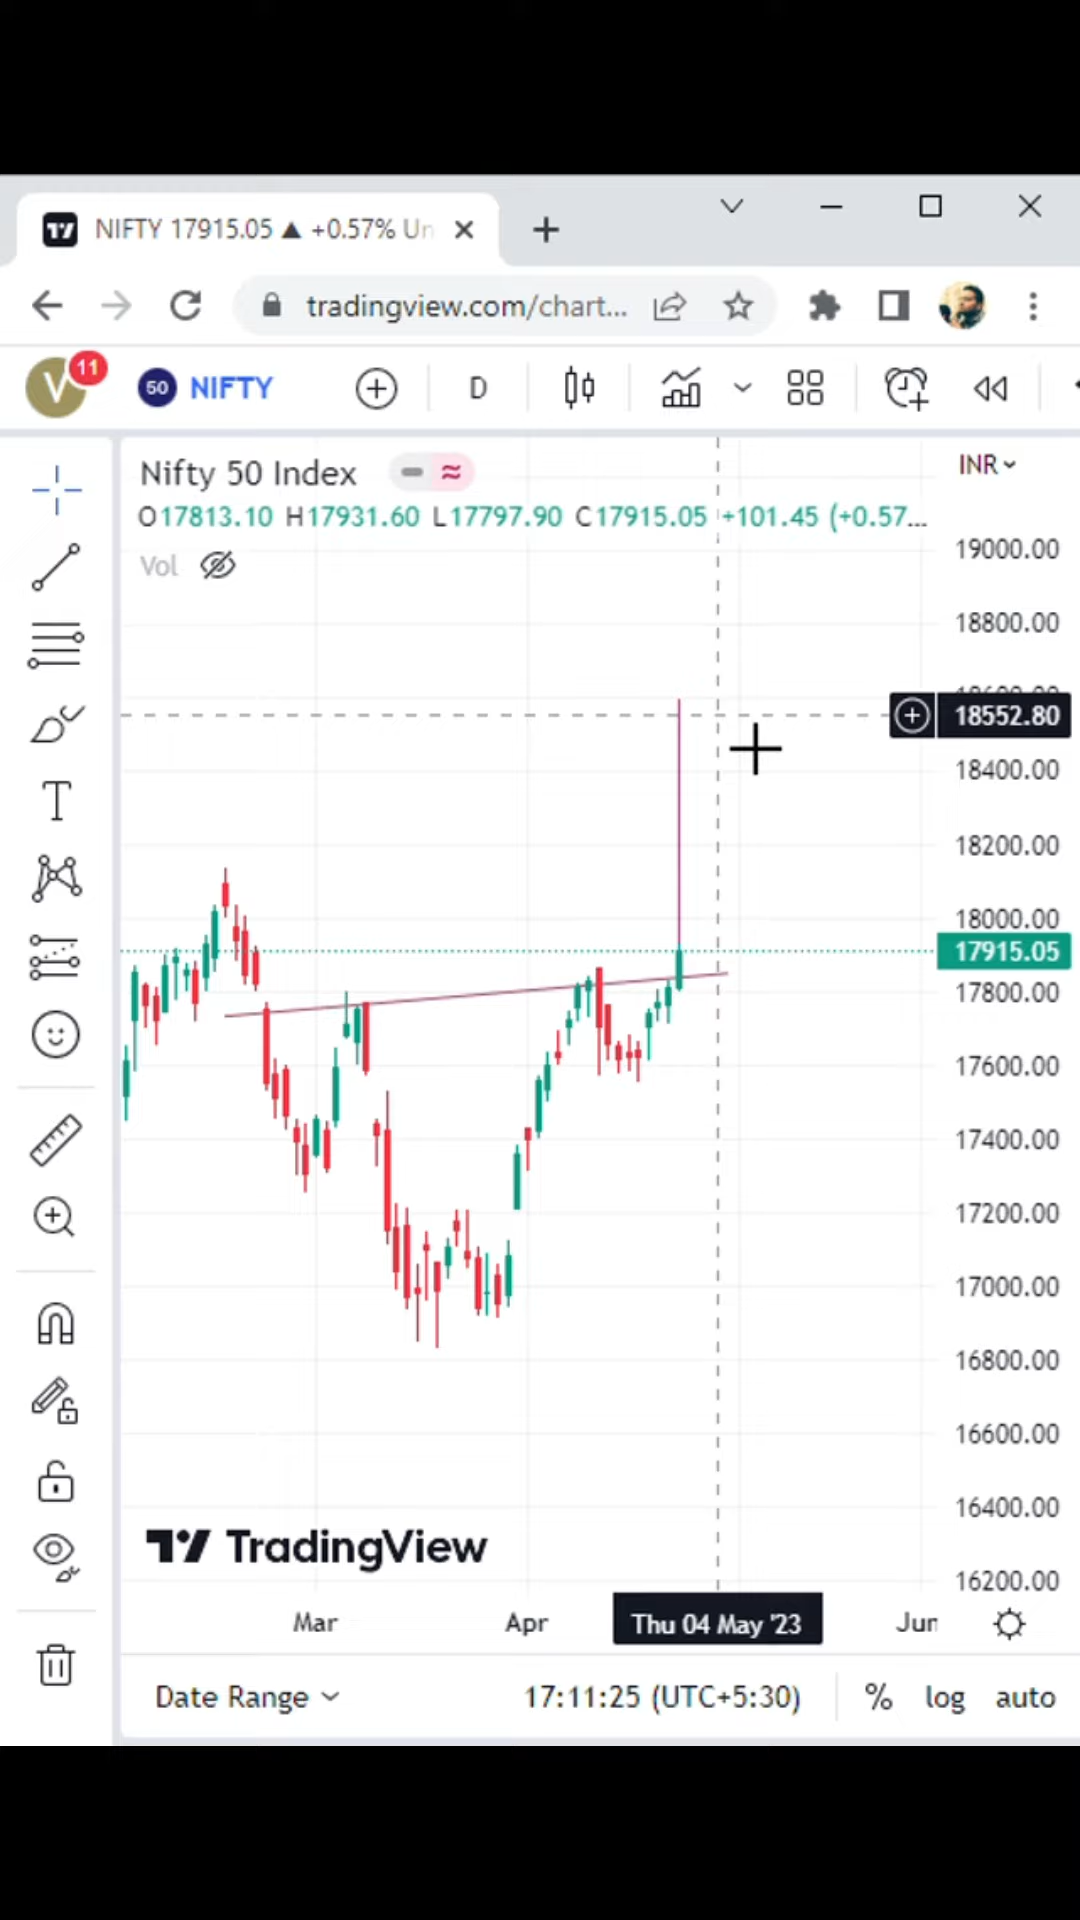 NIFTY 17915.05 ▲ +0.57% Un
tradingview.com/chart...
V 11 50 NIFTY D
Nifty 50 Index
INR
O17813.10 H17931.60 L17797.90 C17915.05 +101.45 (+0.57...
Vol
19000.00
18800.00
18552.80
18400.00
18200.00
18000.00
17915.05
17800.00
17600.00
17400.00
17200.00
17000.00
16800.00
16600.00
16400.00
TradingView
16200.00
Mar Apr Thu 04 May '23 Jun
Date Range 17:11:25 (UTC+5:30) % log auto